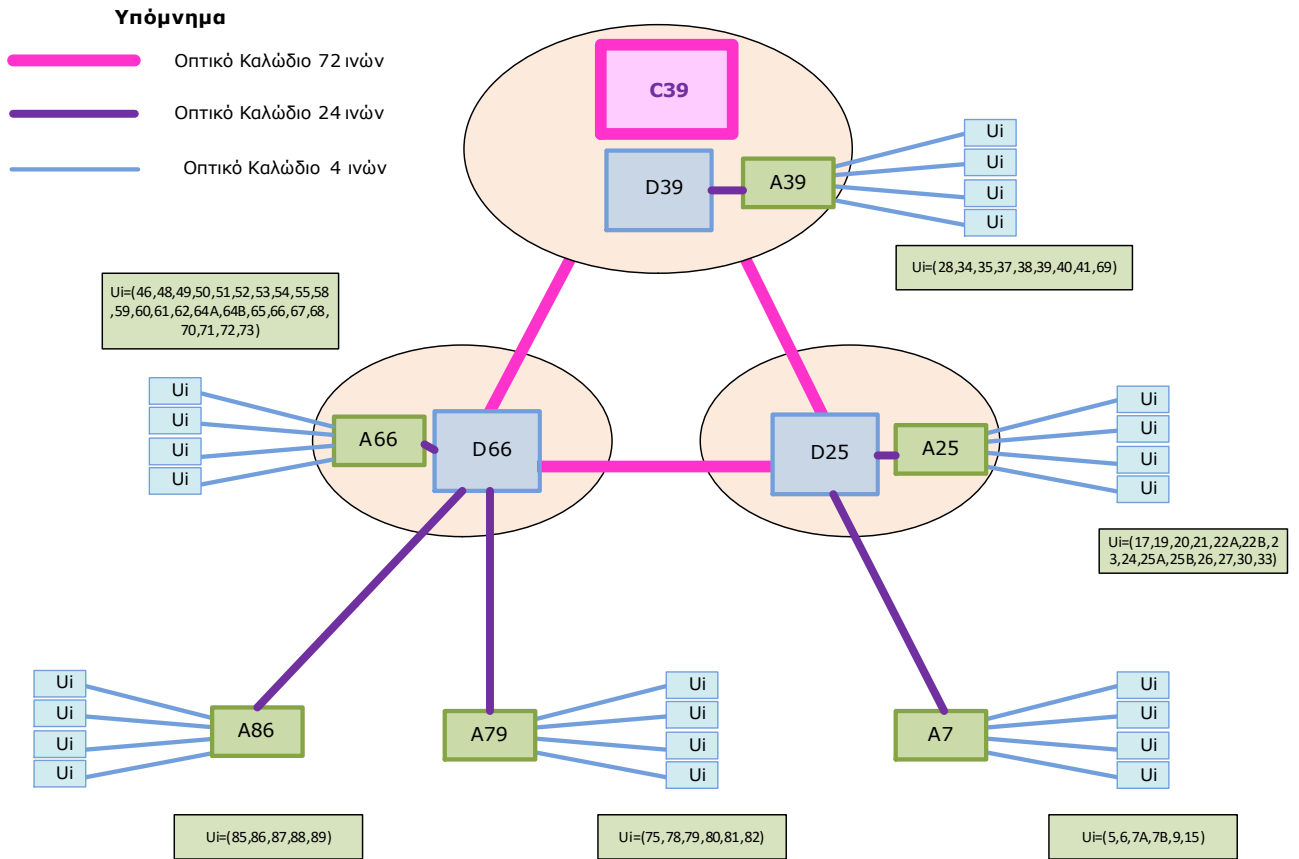 Υπόμνημα
Οπτικό Καλώδιο 72 ινών
Οπτικό Καλώδιο 24 ινών
Οπτικό Καλώδιο 4 ινών
C39
D39
A39
Ui
Ui
Ui
Ui
Ui=(28,34,35,37,38,39,40,41,69)
Ui=(46,48,49,50,51,52,53,54,55,58
,59,60,61,62,64A,64B,65,66,67,68,
70,71,72,73)
Ui
Ui
Ui
Ui
A66
D66
D25
A25
Ui
Ui
Ui
Ui
Ui=(17,19,20,21,22A,22B,2
3,24,25A,25B,26,27,30,33)
Ui
Ui
Ui
Ui
A86
A79
Ui
Ui
Ui
Ui
A7
Ui
Ui
Ui
Ui
Ui=(85,86,87,88,89)
Ui=(75,78,79,80,81,82)
Ui=(5,6,7A,7B,9,15)